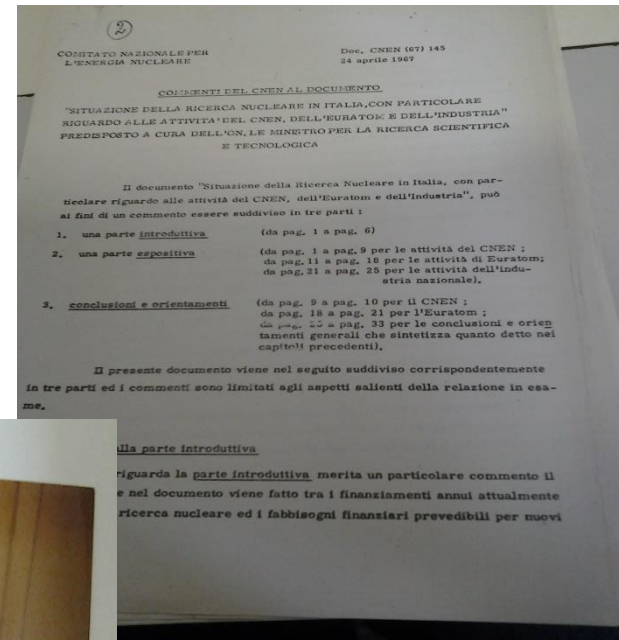 2
COMITATO NAZIONALE PER
L'ENERGIA NUCLEARE
Doc. CNEN (67) 145
24 aprile 1967
COMMENTI DEL CNEN AL DOCUMENTO
"SITUAZIONE DELLA RICERCA NUCLEARE IN ITALIA, CON PARTICOLARE
RIGUARDO ALLE ATTIVITA' DEL CNEN, DELL'EURATOM E DELL'INDUSTRIA"
PREDISPOSTO A CURA DELL'ON. LE MINISTRO PER LA RICERCA SCIENTIFICA
E TECNOLOGICA
Il documento "Situazione della Ricerca Nucleare in Italia, con par-
ticolare riguardo alle attività del CNEN, dell'Euratom e dell'Industria", può
ai fini di un commento essere suddiviso in tre parti :
1. una parte introduttiva (da pag. 1 a pag. 6)
2. una parte espositiva (da pag. 1 a pag. 9 per le attività del CNEN ;
da pag. 11 a pag. 18 per le attività di Euratom;
da pag. 21 a pag. 25 per le attività dell'indu-
stria nazionale).
3. conclusioni e orientamenti (da pag. 9 a pag. 10 per il CNEN ;
da pag. 18 a pag. 21 per l'Euratom ;
da pag. a pag. 33 per le conclusioni e orien
tamenti generali che sintetizza quanto detto nei
capitoli precedenti).
Il presente documento viene nel seguito suddiviso corrispondentemente
in tre parti ed i commenti sono limitati agli aspetti salienti della relazione in esa-
me.
alla parte introduttiva
riguarda la parte introduttiva merita un particolare commento il
e nel documento viene fatto tra i finanziamenti annui attualmente
ricerca nucleare ed i fabbisogni finanziari prevedibili per nuovi